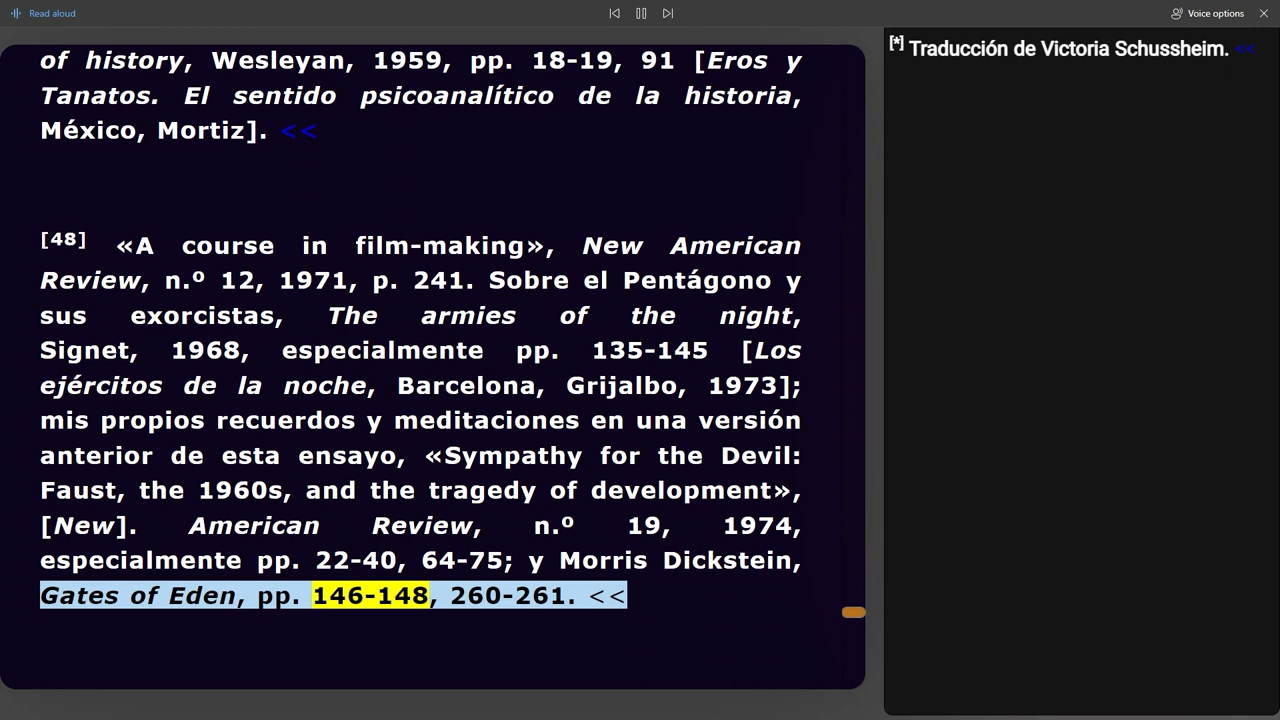 Read aloud
Voice options
of history, Wesleyan, 1959, pp. 18-19, 91 [Eros y
Tanatos. El sentido psicoanalítico de la historia,
México, Mortiz]. <<
[48] «A course in film-making», New American
Review, n.º 12, 1971, p. 241. Sobre el Pentágono y
sus exorcistas, The armies of the night,
Signet, 1968, especialmente pp. 135-145 [Los
ejércitos de la noche, Barcelona, Grijalbo, 1973];
mis propios recuerdos y meditaciones en una versión
anterior de esta ensayo, «Sympathy for the Devil:
Faust, the 1960s, and the tragedy of development»,
[New]. American Review, n.º 19, 1974,
especialmente pp. 22-40, 64-75; y Morris Dickstein,
Gates of Eden, pp. 146-148, 260-261. <<
[*] Traducción de Victoria Schussheim. <<